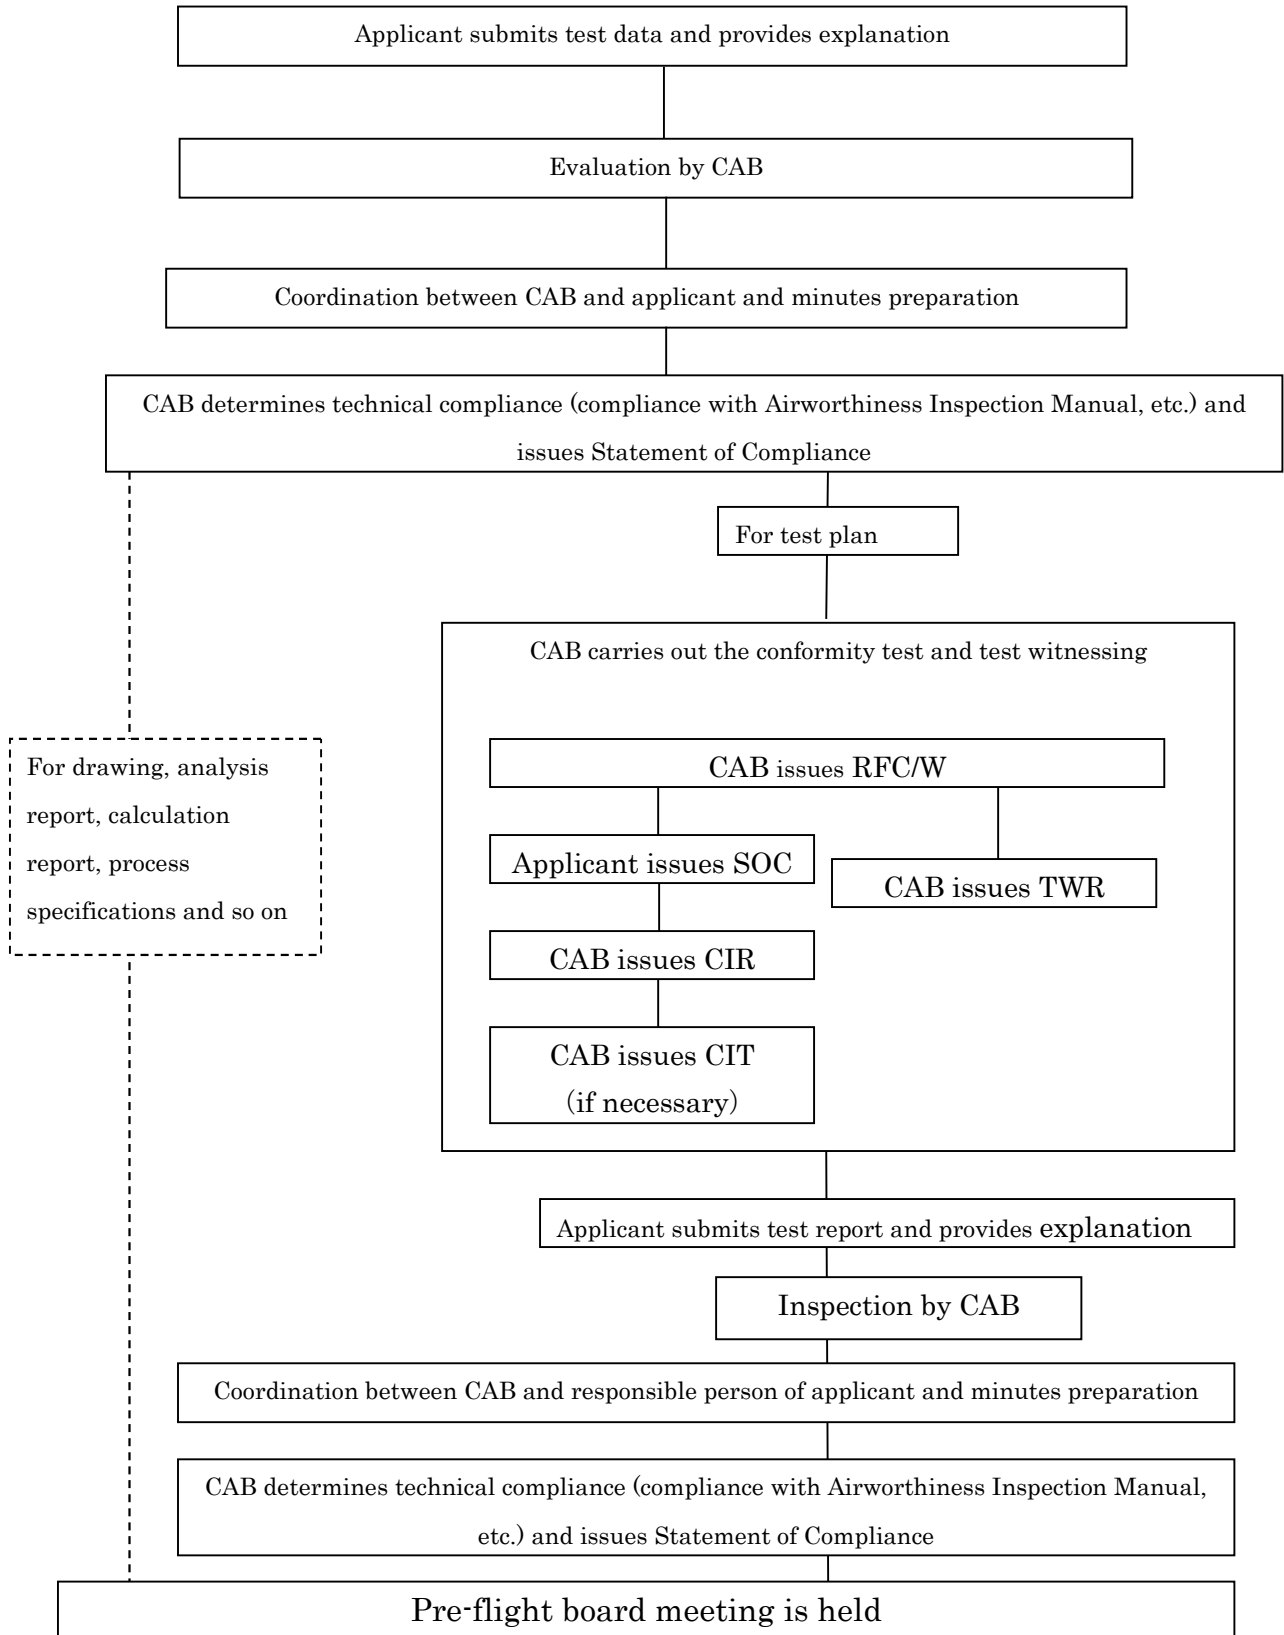 Applicant submits test data and provides explanation
Evaluation by CAB
Coordination between CAB and applicant and minutes preparation
CAB determines technical compliance (compliance with Airworthiness Inspection Manual, etc.) and
issues Statement of Compliance
For test plan
CAB carries out the conformity test and test witnessing
For drawing, analysis
report, calculation
report, process
specifications and so on
CAB issues RFC/W
Applicant issues SOC
CAB issues TWR
CAB issues CIR
CAB issues CIT
(if necessary)
Applicant submits test report and provides explanation
Inspection by CAB
Coordination between CAB and responsible person of applicant and minutes preparation
CAB determines technical compliance (compliance with Airworthiness Inspection Manual,
etc.) and issues Statement of Compliance
Pre-flight board meeting is held